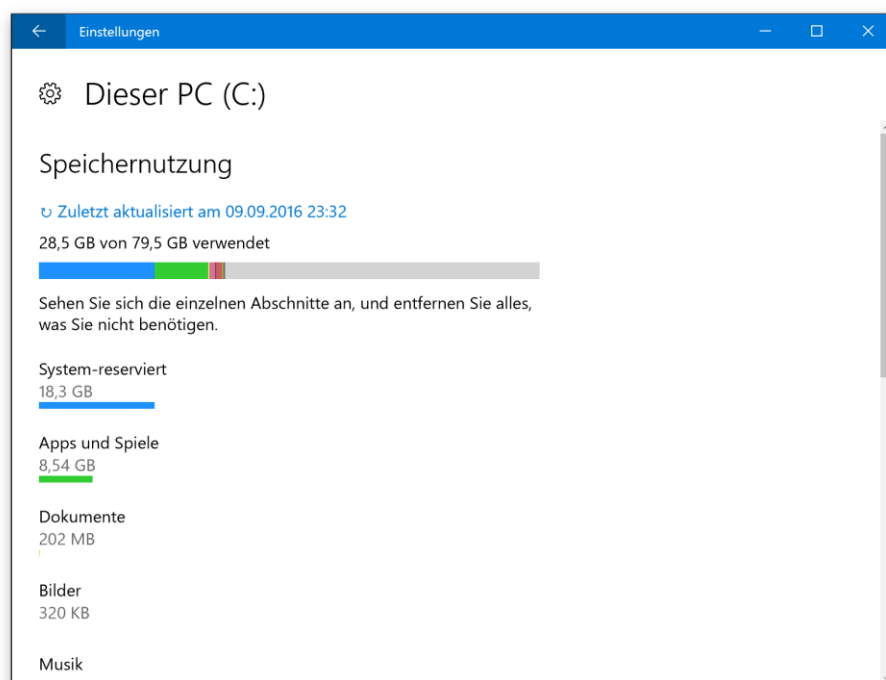 Einstellungen
Dieser PC (C:)
Speichernutzung
Zuletzt aktualisiert am 09.09.2016 23:32
28,5 GB von 79,5 GB verwendet
Sehen Sie sich die einzelnen Abschnitte an, und entfernen Sie alles,
was Sie nicht benötigen.
System-reserviert
18,3 GB
Apps und Spiele
8,54 GB
Dokumente
202 MB
Bilder
320 KB
Musik